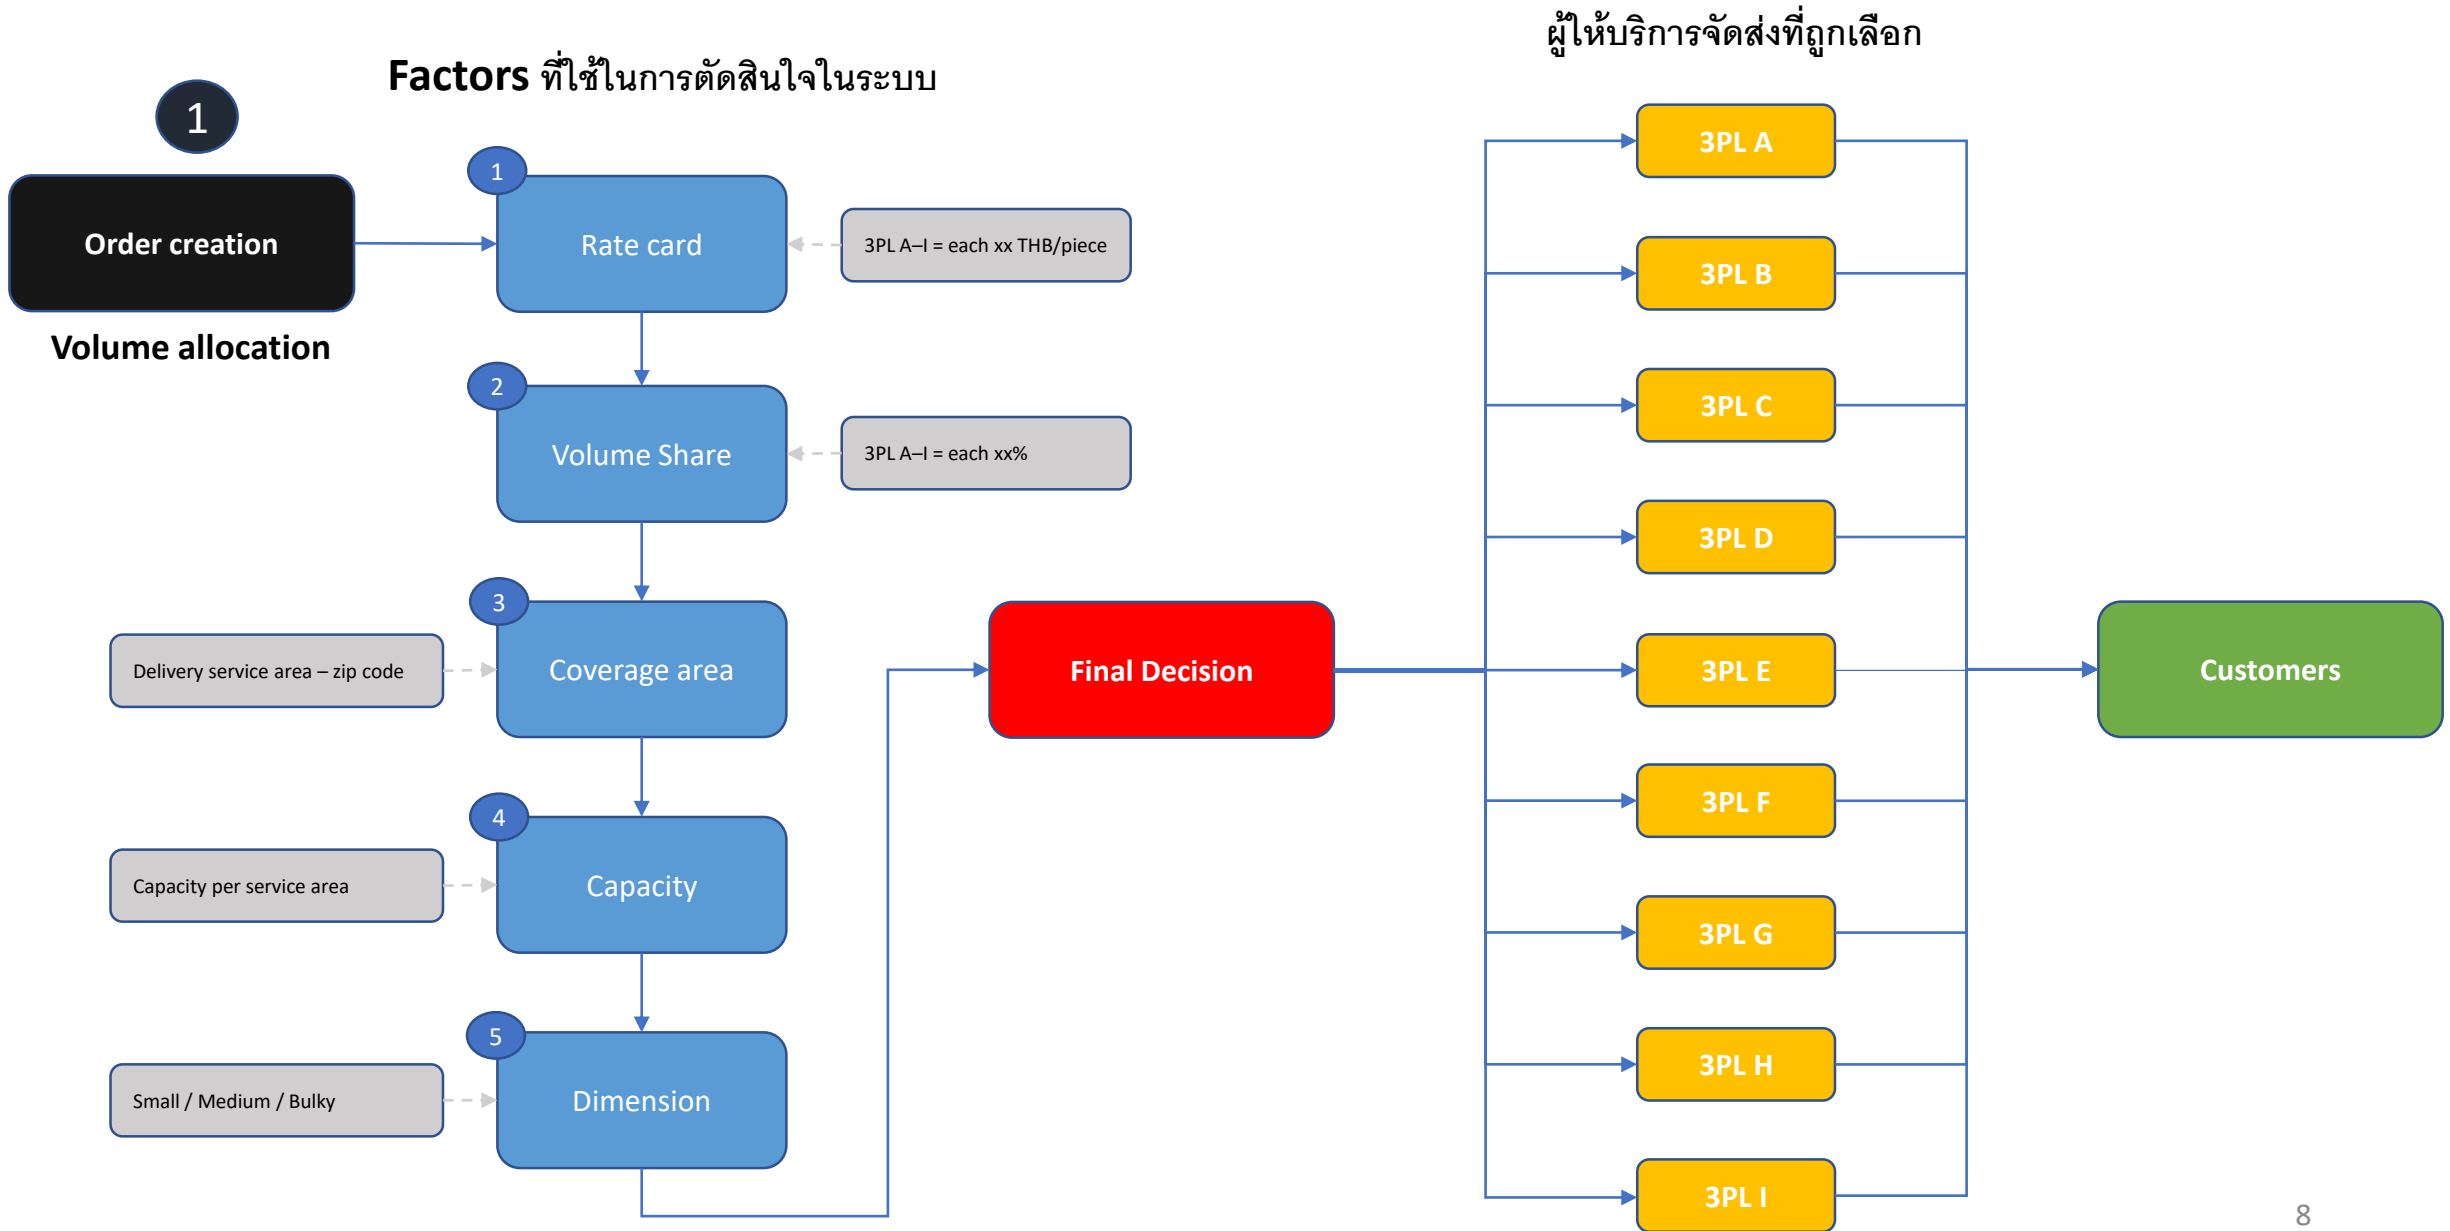 ผู้ให้บริการจัดส่งที่ถูกเลือก
Factors ที่ใช้ในการตัดสินใจในระบบ
1
Order creation
Volume allocation
1
Rate card
3PL A–I = each xx THB/piece
2
Volume Share
3PL A–I = each xx%
3
Coverage area
Delivery service area – zip code
4
Capacity
Capacity per service area
5
Dimension
Small / Medium / Bulky
Final Decision
3PL A
3PL B
3PL C
3PL D
3PL E
3PL F
3PL G
3PL H
3PL I
Customers
8